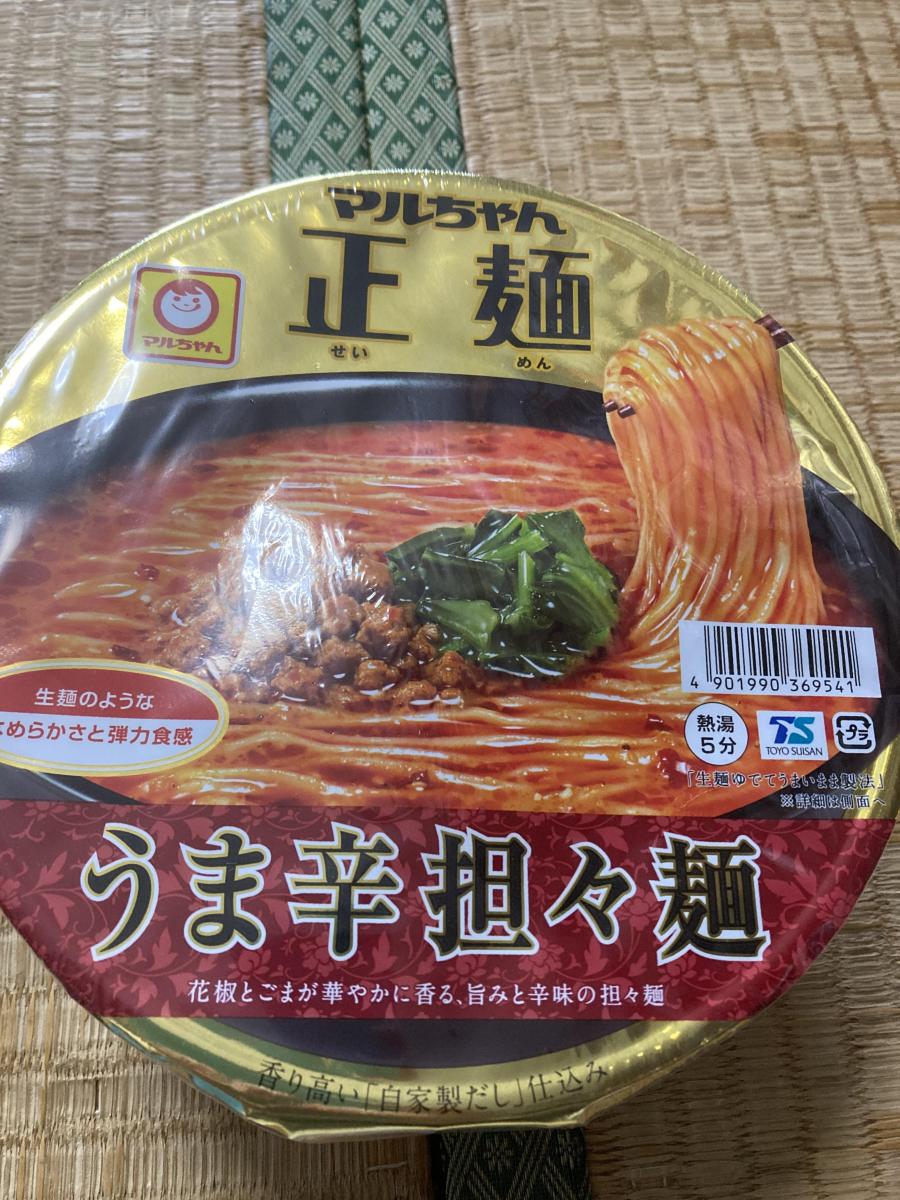 マルちゃん
正麺
せい めん
マルちゃん
生麺のような
なめらかさと弾力食感
4 901990 369541
熱湯
5分
TS
TOYO SUISAN
プラ
「生麺ゆでてうまいまま製法」
※詳細は側面へ
うま辛担々麺
花椒とごまが華やかに香る、旨みと辛味の担々麺
香り高い「自家製だし」仕込み